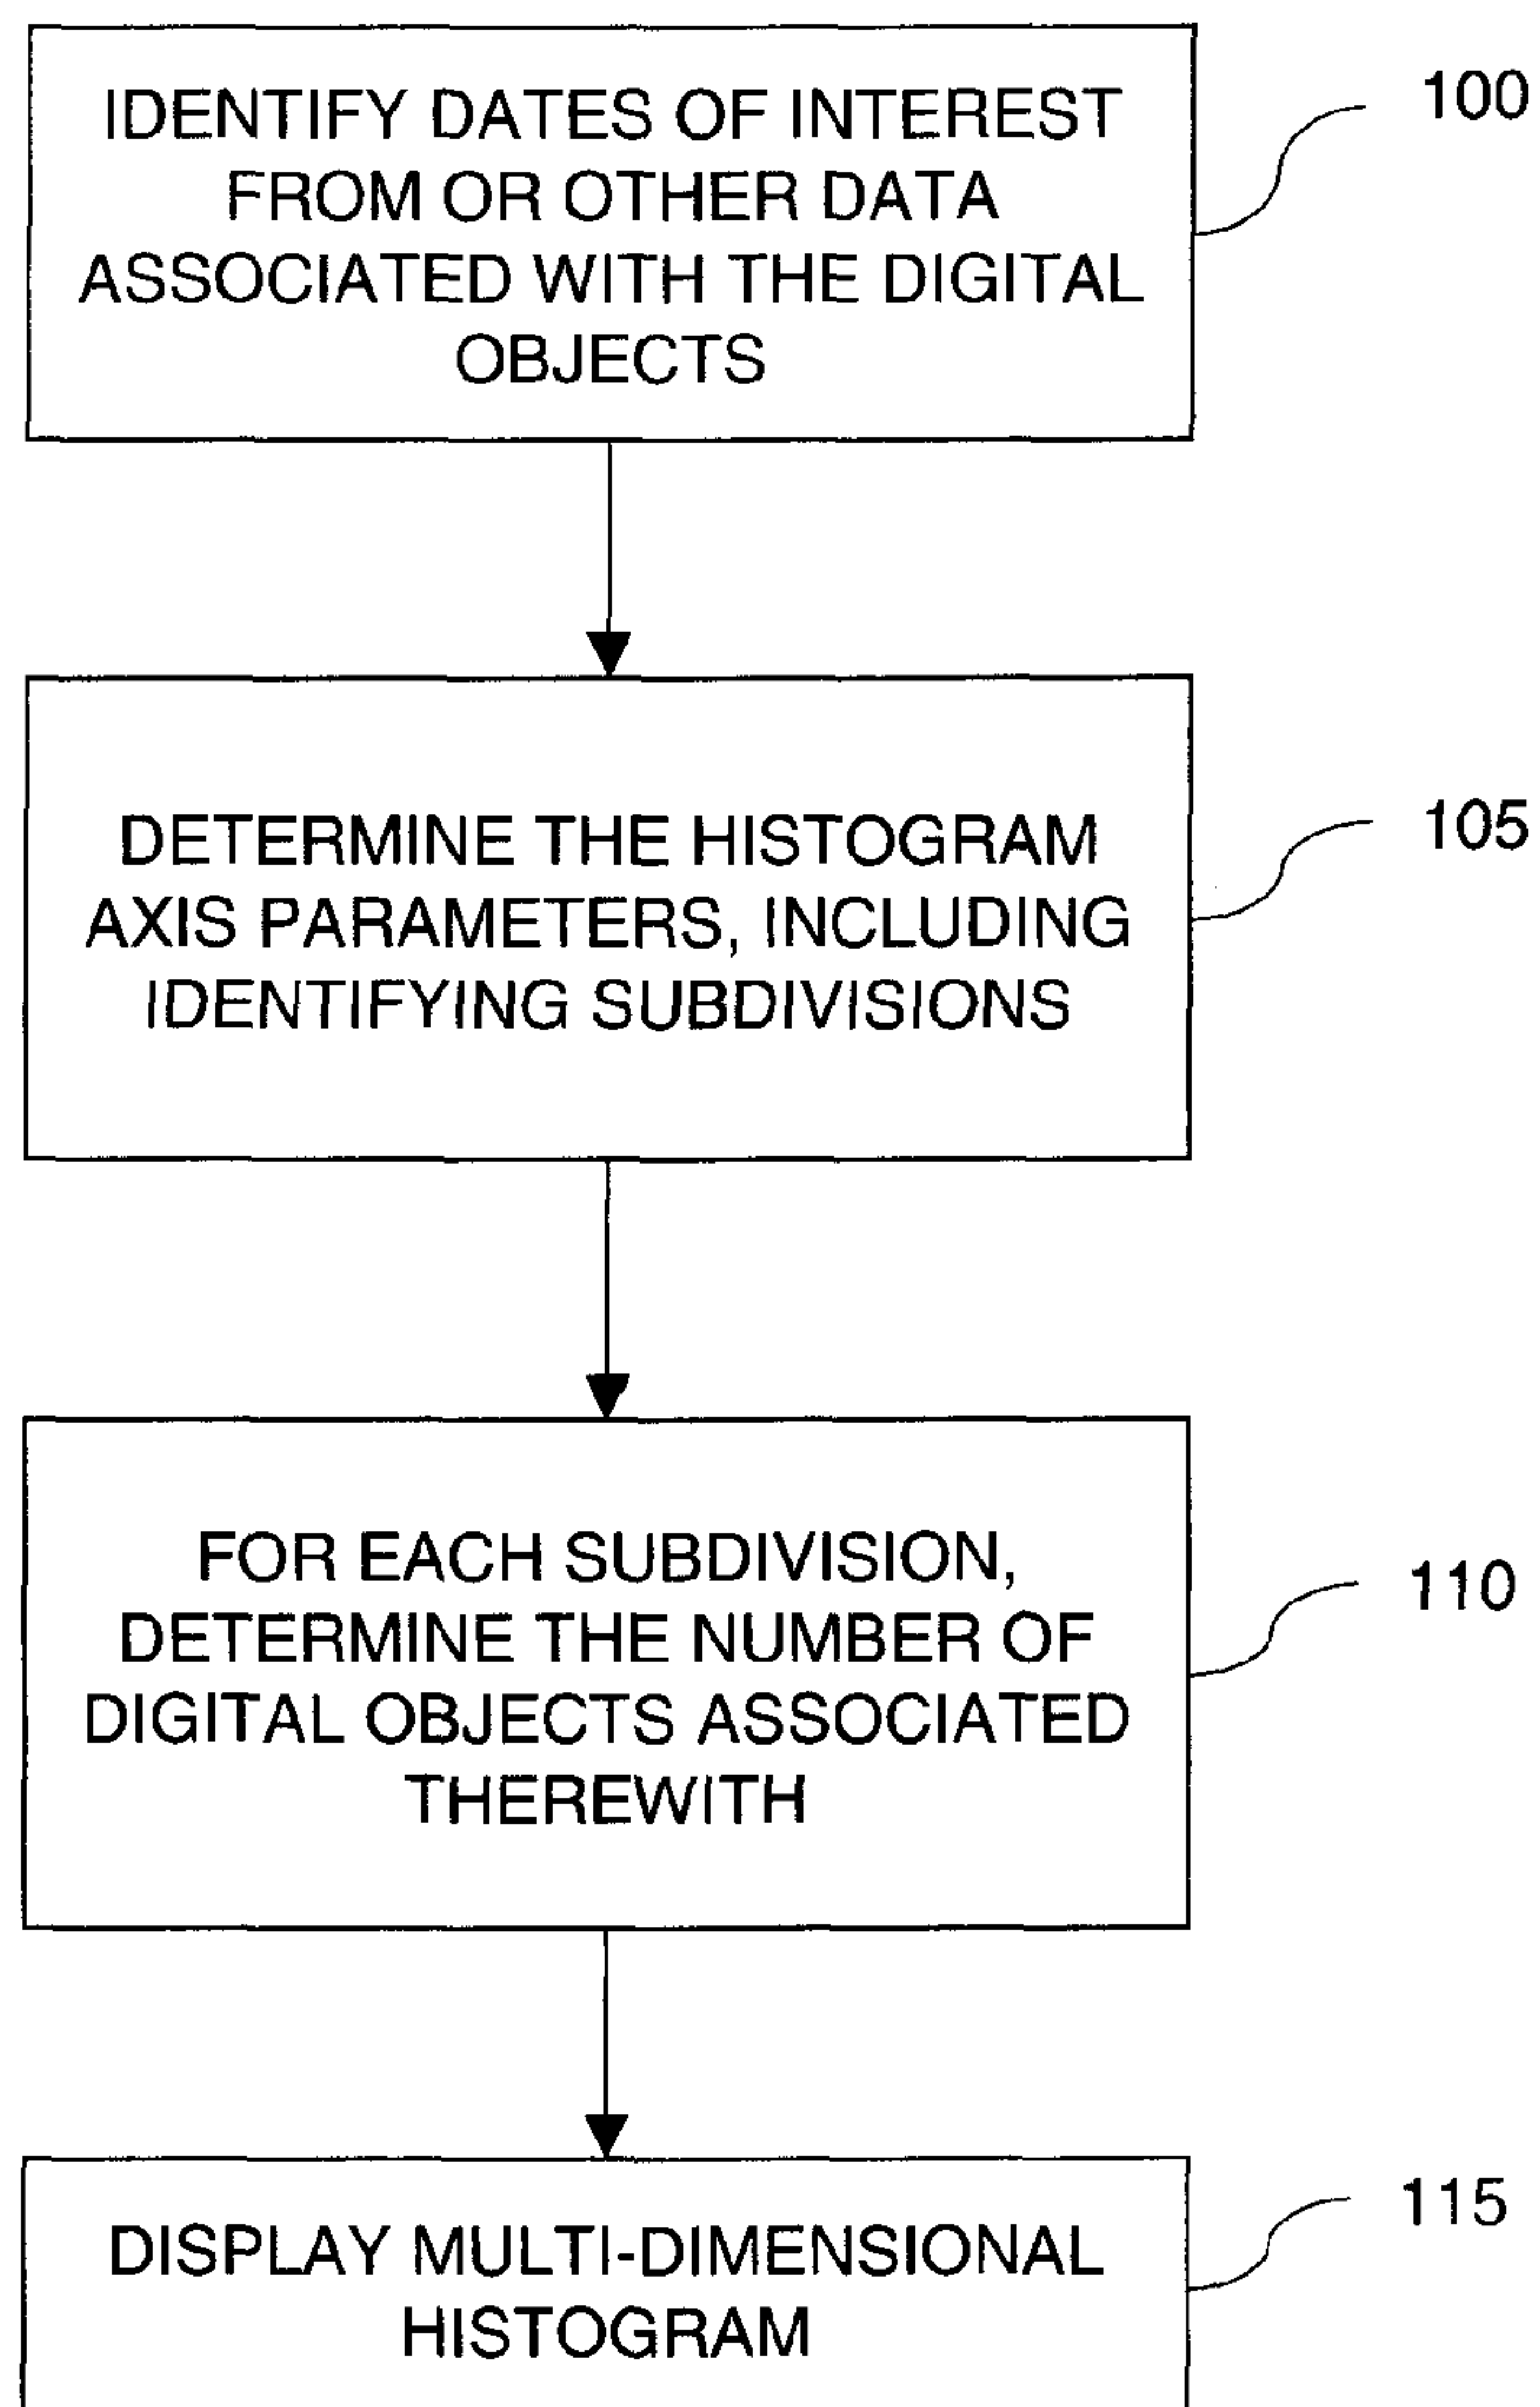 IDENTIFY DATES OF INTEREST
FROM OR OTHER DATA
ASSOCIATED WITH THE DIGITAL
OBJECTS
100
DETERMINE THE HISTOGRAM
AXIS PARAMETERS, INCLUDING
IDENTIFYING SUBDIVISIONS
105
FOR EACH SUBDIVISION,
DETERMINE THE NUMBER OF
DIGITAL OBJECTS ASSOCIATED
THEREWITH
110
DISPLAY MULTI-DIMENSIONAL
HISTOGRAM
115